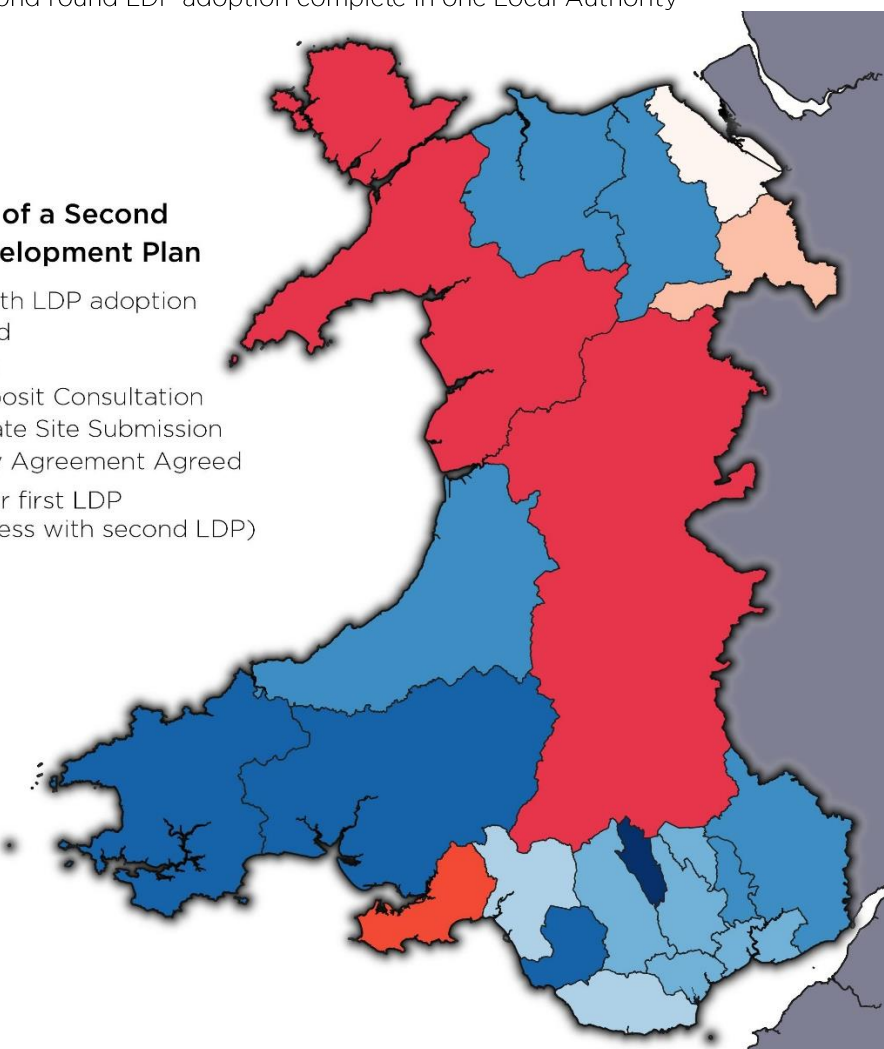 ond round LDP adoption complete in one Local Authority
of a Second
elopment Plan
th LDP adoption
d
osit Consultation
ate Site Submission
y Agreement Agreed
r first LDP
ess with second LDP)